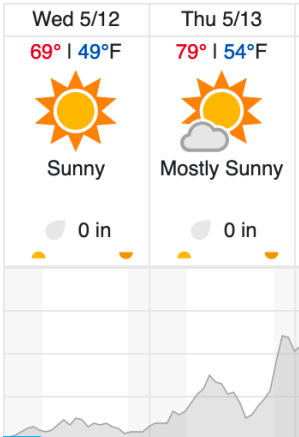 Wed 5/12 Thu 5/13
69° | 49°F 79° | 54°F
Sunny Mostly Sunny
0 in 0 in